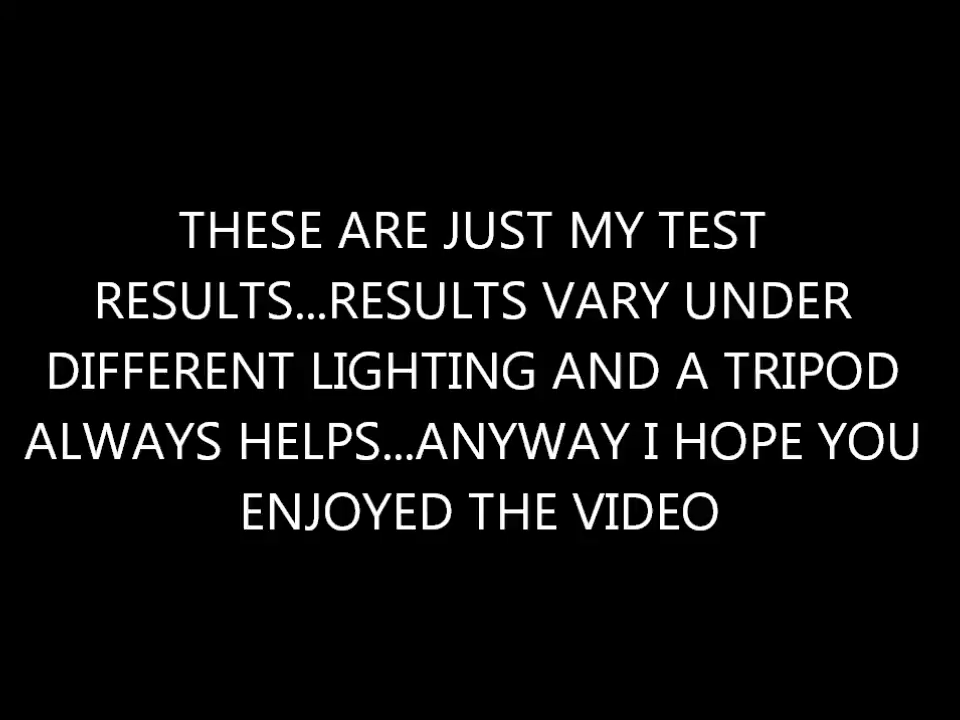 THESE ARE JUST MY TEST
RESULTS...RESULTS VARY UNDER
DIFFERENT LIGHTING AND A TRIPOD
ALWAYS HELPS...ANYWAY I HOPE YOU
ENJOYED THE VIDEO